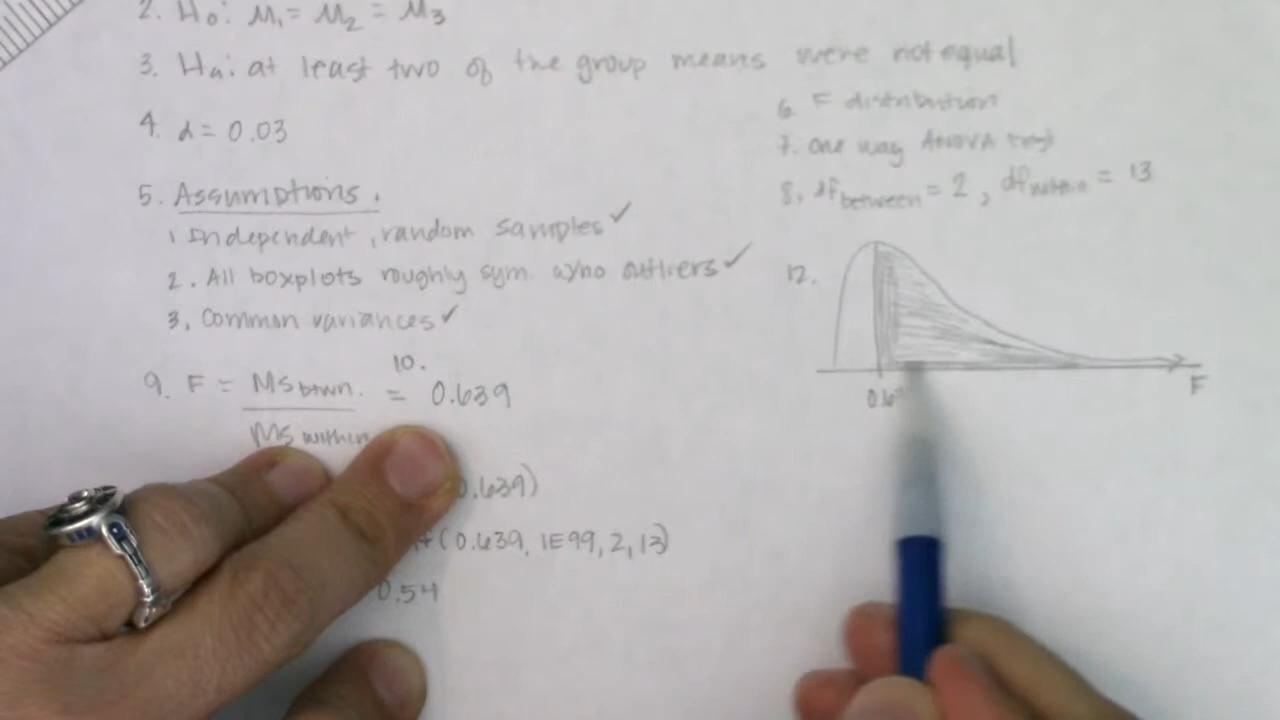 2. H₀: μ₁ = μ₂ = μ₃
3. Hₐ: at least two of the group means were not equal
4. α = 0.03
5. Assumptions.
1 Independent, random samples ✓
2. All boxplots roughly sym. w/no outliers ✓
3, Common variances ✓
9. F = MS btwn. / MS within
10.
= 0.639
0.639)
(0.639, 1E99, 2, 13)
0.54
6. F distribution
7. One way ANOVA test
8, df between = 2, df within = 13
12.
F